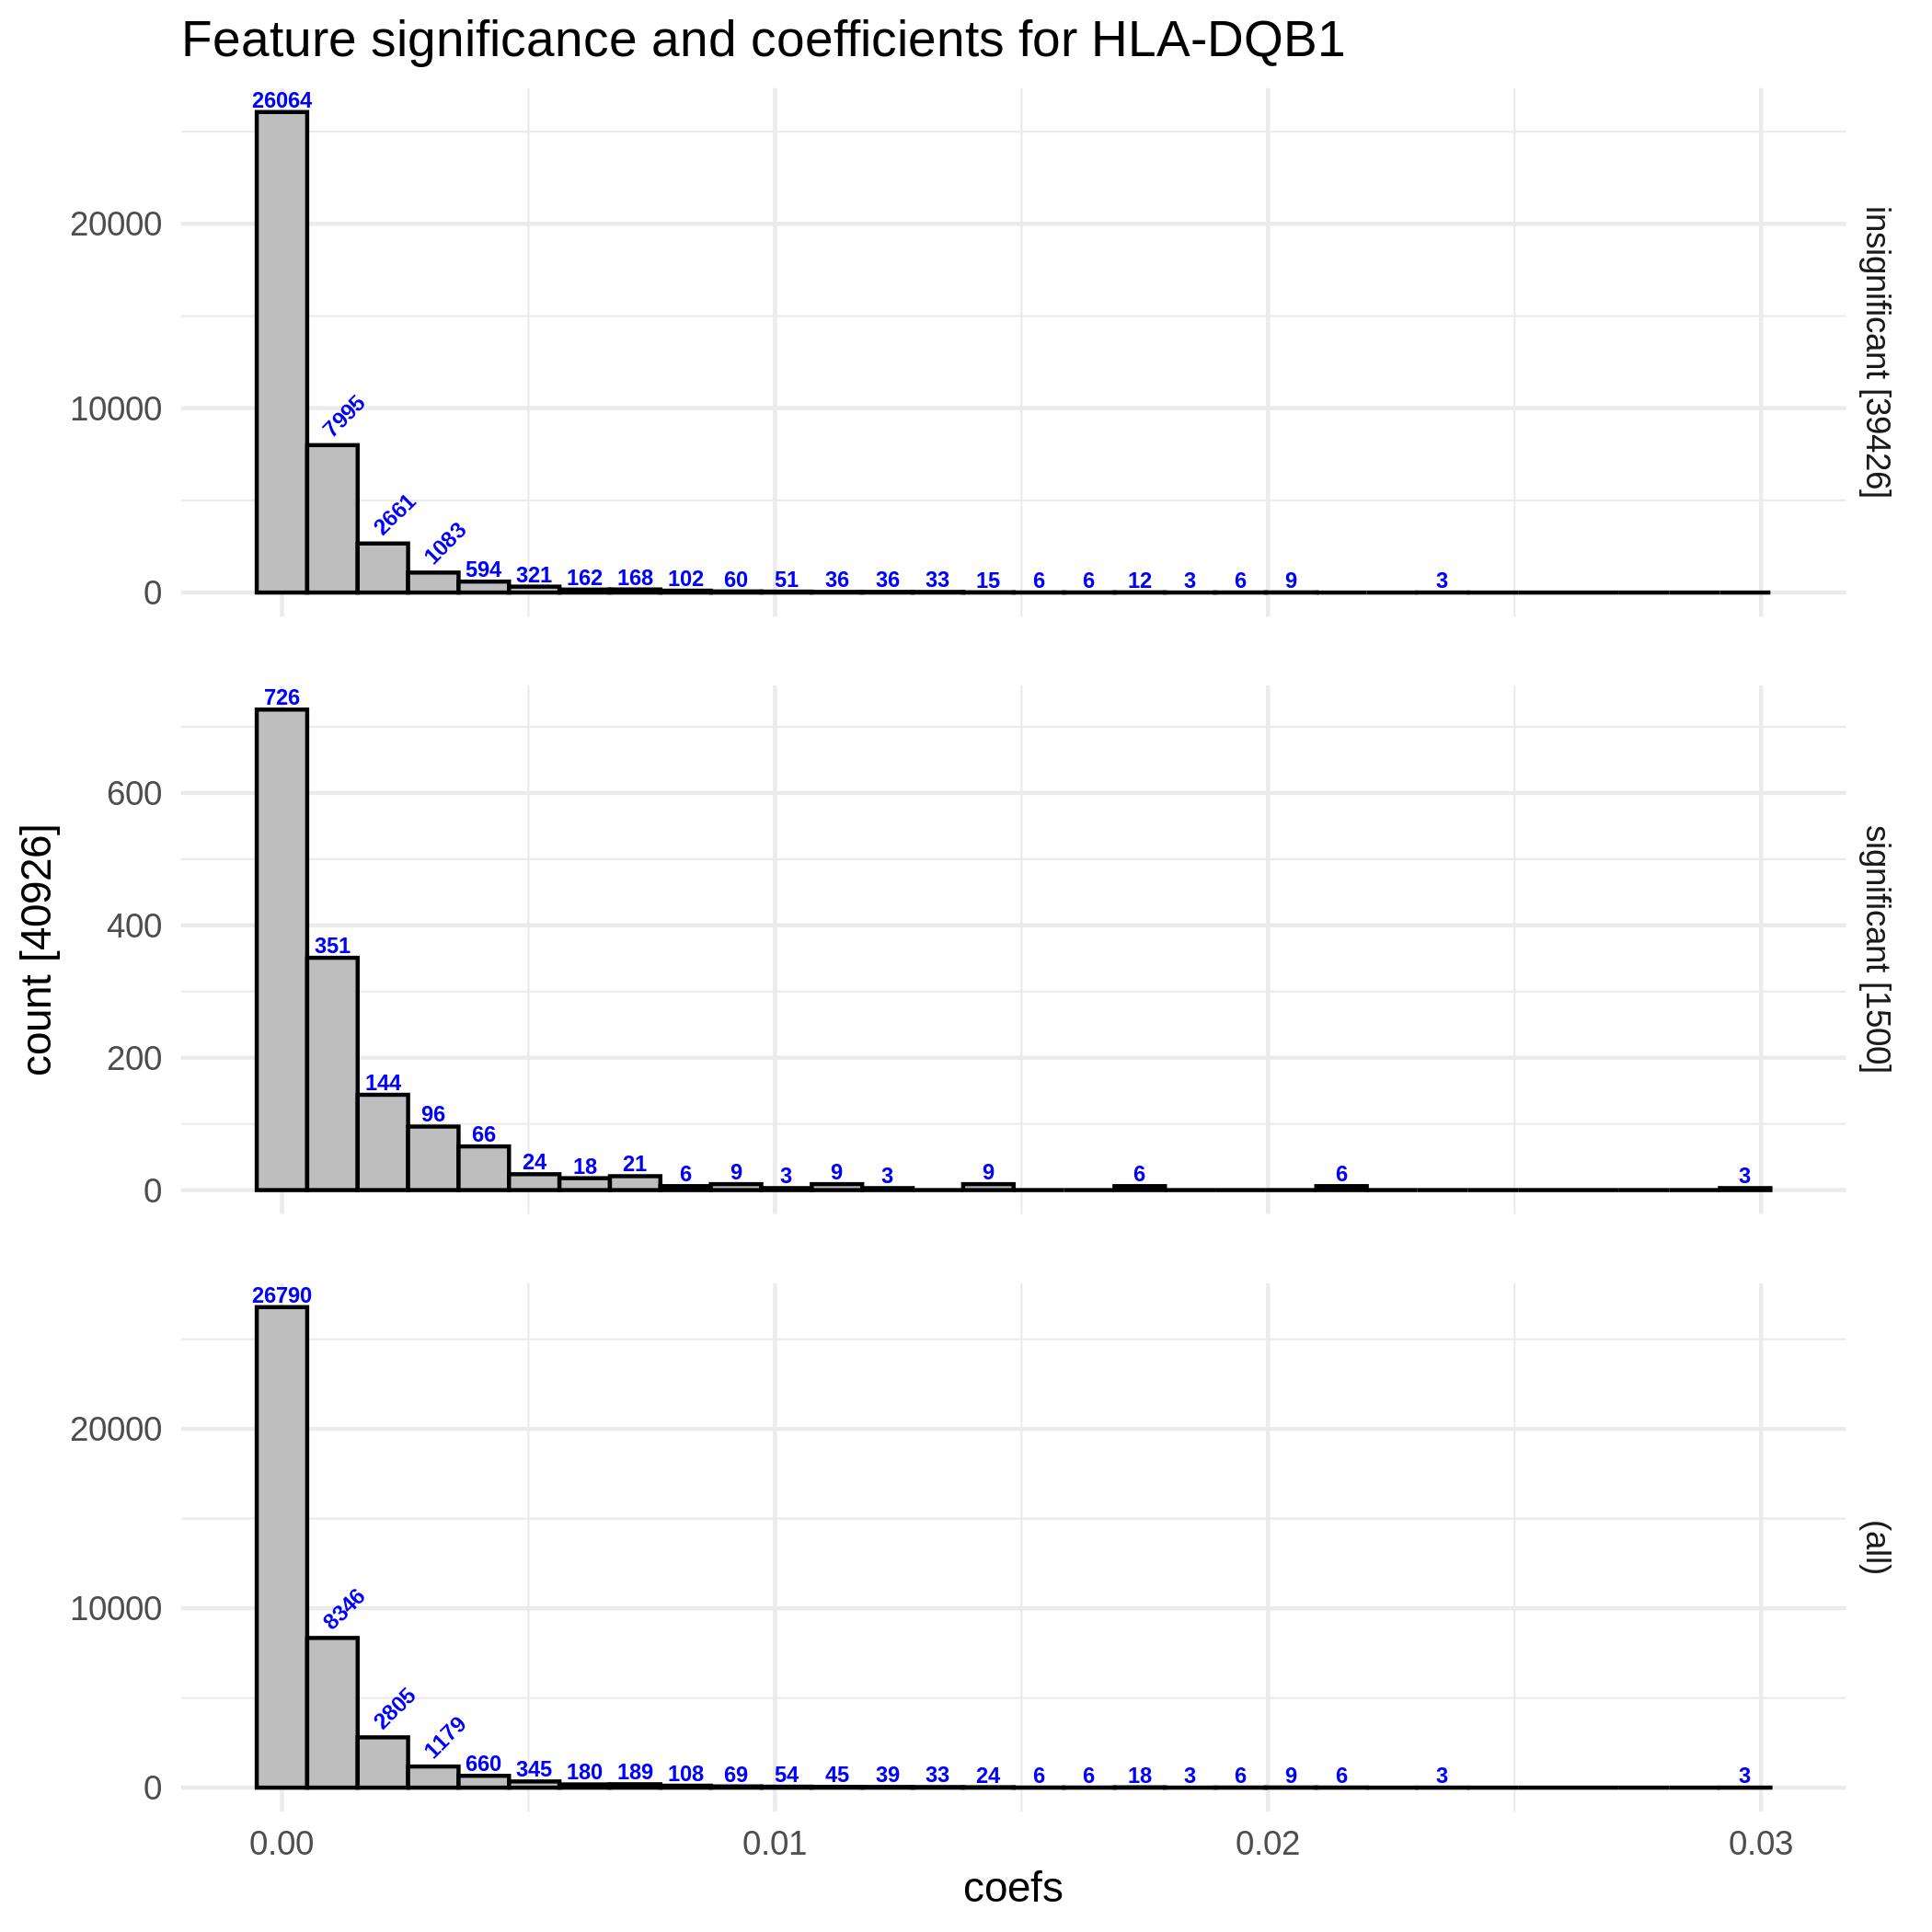 Feature significance and coefficients for HLA-DQB1
26064
7995
2661
1083
594 321 162 168 102 60 51 36 36 33 15 6 6 12 3 6 9 3
20000
10000
0
insignificant [39426]
726
351
144
96
66
24 18 21 6 9 3 9 3 9 6 6 3
600
400
200
0
significant [1500]
count [40926]
26790
8346
2805
1179
660 345 180 189 108 69 54 45 39 33 24 6 6 18 3 6 9 6 3 3
20000
10000
0
(all)
0.00 0.01 0.02 0.03
coefs